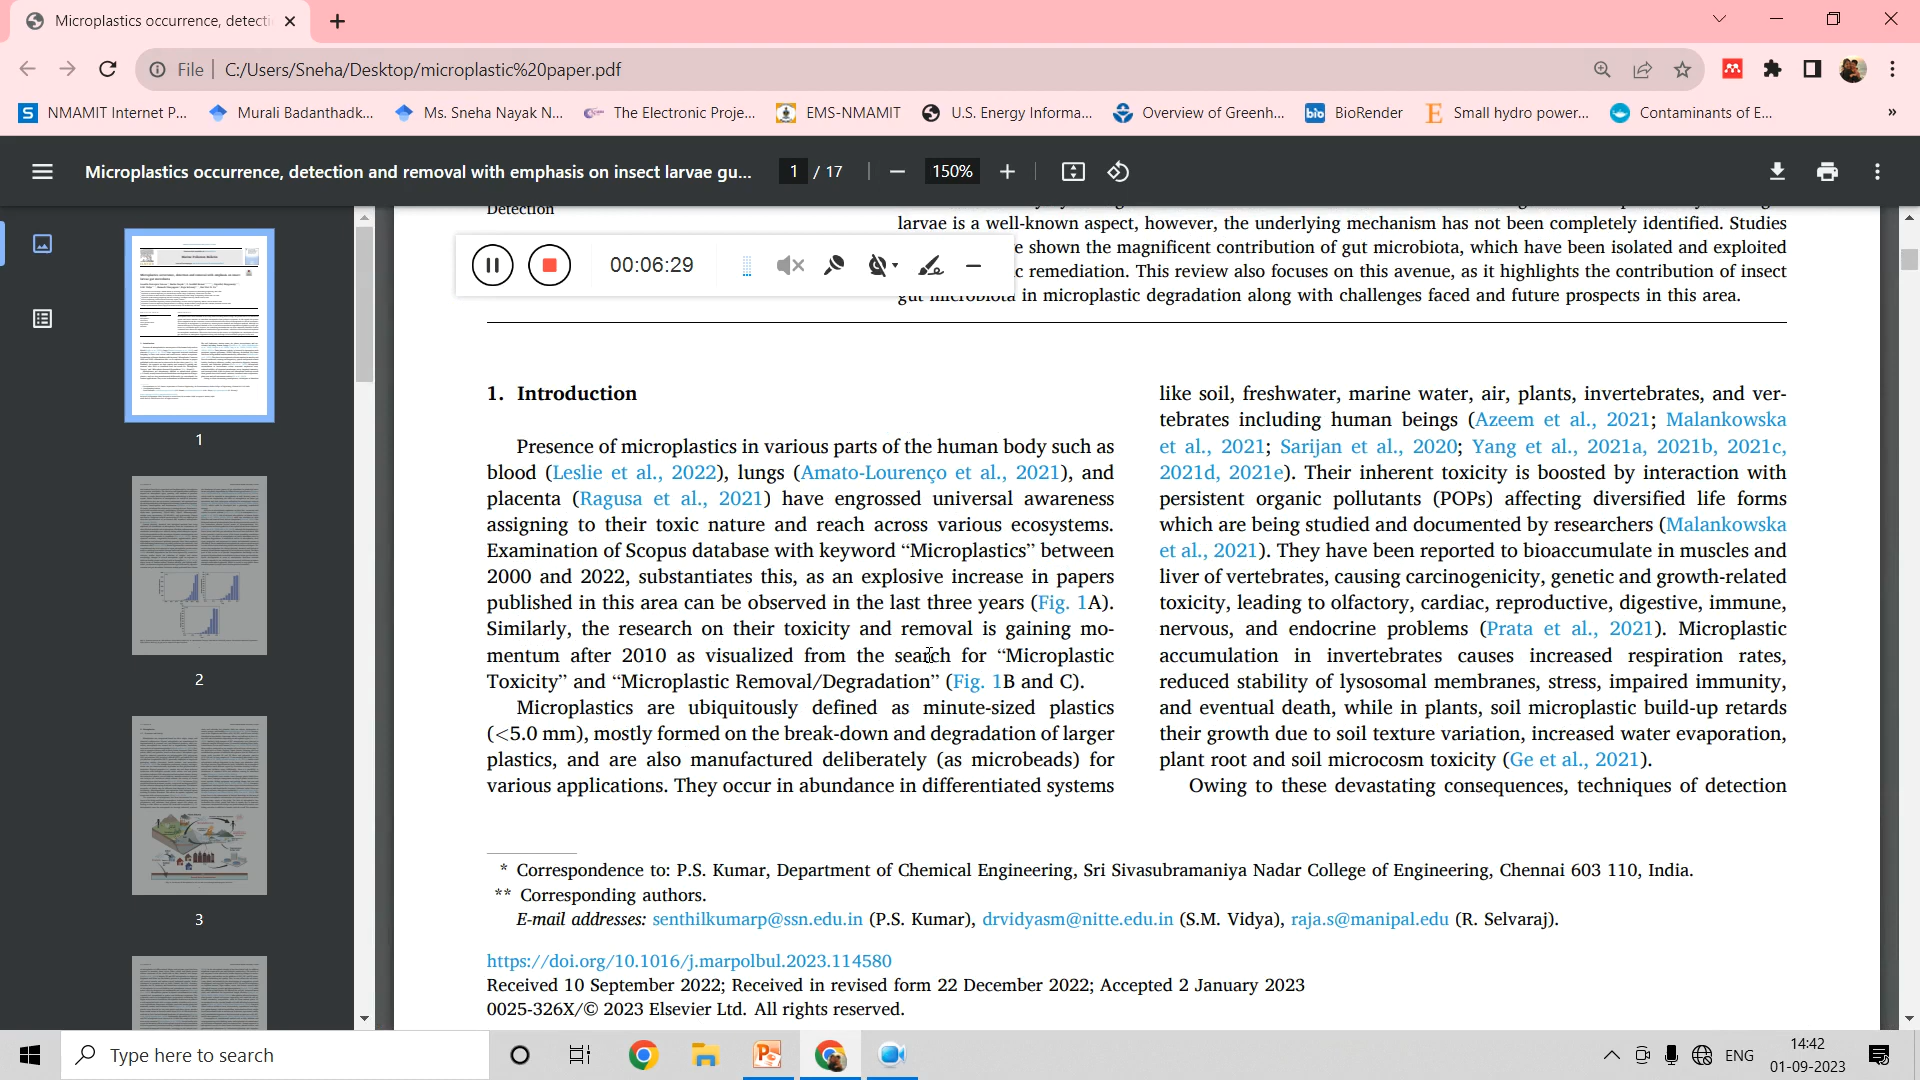 Microplastics occurrence, detecti
File
C:/Users/Sneha/Desktop/microplastic%20paper.pdf
NMAMIT Internet P...
Murali Badanthadk...
Ms. Sneha Nayak N...
The Electronic Proje...
EMS-NMAMIT
U.S. Energy Informa...
Overview of Greenh...
bio
BioRender
Small hydro power...
Contaminants of E...
»
Microplastics occurrence, detection and removal with emphasis on insect larvae gu...
1 / 17
150%
1
2
3
Detection
00:06:29
larvae is a well-known aspect, however, the underlying mechanism has not been completely identified. Studies
e shown the magnificent contribution of gut microbiota, which have been isolated and exploited
c remediation. This review also focuses on this avenue, as it highlights the contribution of insect
gut microbiota in microplastic degradation along with challenges faced and future prospects in this area.
1. Introduction
Presence of microplastics in various parts of the human body such as
blood (Leslie et al., 2022), lungs (Amato-Lourenço et al., 2021), and
placenta (Ragusa et al., 2021) have engrossed universal awareness
assigning to their toxic nature and reach across various ecosystems.
Examination of Scopus database with keyword “Microplastics” between
2000 and 2022, substantiates this, as an explosive increase in papers
published in this area can be observed in the last three years (Fig. 1A).
Similarly, the research on their toxicity and removal is gaining mo-
mentum after 2010 as visualized from the search for “Microplastic
Toxicity” and “Microplastic Removal/Degradation” (Fig. 1B and C).
Microplastics are ubiquitously defined as minute-sized plastics
(<5.0 mm), mostly formed on the break-down and degradation of larger
plastics, and are also manufactured deliberately (as microbeads) for
various applications. They occur in abundance in differentiated systems
like soil, freshwater, marine water, air, plants, invertebrates, and ver-
tebrates including human beings (Azeem et al., 2021; Malankowska
et al., 2021; Sarijan et al., 2020; Yang et al., 2021a, 2021b, 2021c,
2021d, 2021e). Their inherent toxicity is boosted by interaction with
persistent organic pollutants (POPs) affecting diversified life forms
which are being studied and documented by researchers (Malankowska
et al., 2021). They have been reported to bioaccumulate in muscles and
liver of vertebrates, causing carcinogenicity, genetic and growth-related
toxicity, leading to olfactory, cardiac, reproductive, digestive, immune,
nervous, and endocrine problems (Prata et al., 2021). Microplastic
accumulation in invertebrates causes increased respiration rates,
reduced stability of lysosomal membranes, stress, impaired immunity,
and eventual death, while in plants, soil microplastic build-up retards
their growth due to soil texture variation, increased water evaporation,
plant root and soil microcosm toxicity (Ge et al., 2021).
Owing to these devastating consequences, techniques of detection
* Correspondence to: P.S. Kumar, Department of Chemical Engineering, Sri Sivasubramaniya Nadar College of Engineering, Chennai 603 110, India.
** Corresponding authors.
E-mail addresses: senthilkumarp@ssn.edu.in (P.S. Kumar), drvidyasm@nitte.edu.in (S.M. Vidya), raja.s@manipal.edu (R. Selvaraj).
https://doi.org/10.1016/j.marpolbul.2023.114580
Received 10 September 2022; Received in revised form 22 December 2022; Accepted 2 January 2023
0025-326X/© 2023 Elsevier Ltd. All rights reserved.
Type here to search
ENG
14:42
01-09-2023